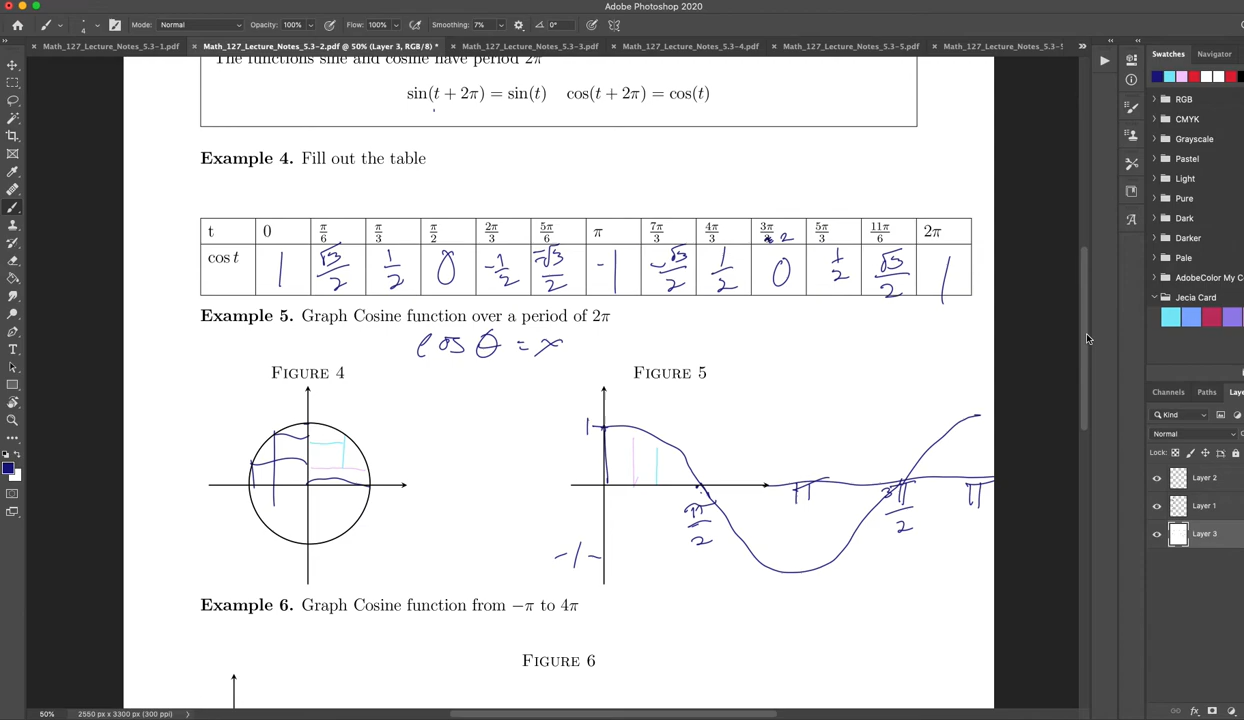 Adobe Photoshop 2020
Mode: Normal Opacity: 100% Flow: 100% Smoothing: 7% 0°
Math_127_Lecture_Notes_5.3-1.pdf Math_127_Lecture_Notes_5.3-2.pdf @ 50% (Layer 3, RGB/8) * Math_127_Lecture_Notes_5.3-3.pdf Math_127_Lecture_Notes_5.3-4.pdf Math_127_Lecture_Notes_5.3-5.pdf Math_127_Lecture_Notes_5.3-
The functions sine and cosine have period 2π
sin(t + 2π) = sin(t) cos(t + 2π) = cos(t)
Example 4. Fill out the table
t 0 π/6 π/3 π/2 2π/3 5π/6 π 7π/3 4π/3 3π/2 5π/3 11π/6 2π
cos t 1 √3/2 1/2 0 -1/2 -√3/2 -1 -√3/2 1/2 0 1/2 √3/2 1
Example 5. Graph Cosine function over a period of 2π
cos θ = x
Figure 4 Figure 5
1
π/2 π 3π/2 π
-1
Example 6. Graph Cosine function from −π to 4π
Figure 6
50% 2550 px x 3300 px (300 ppi)
Swatches Navigator
RGB
CMYK
Grayscale
Pastel
Light
Pure
Dark
Darker
Pale
AdobeColor My C
Jecia Card
Channels Paths Laye
Kind
Normal
Lock:
Layer 2
Layer 1
Layer 3